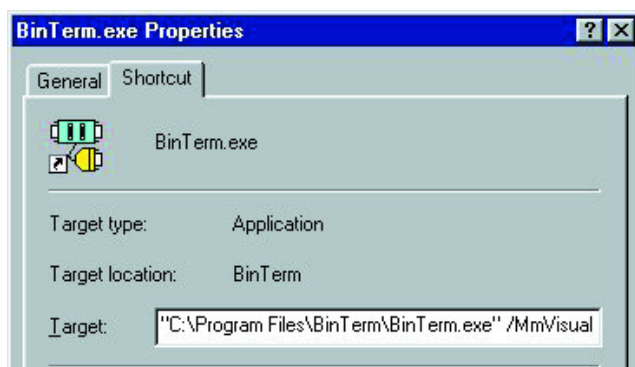 BinTerm.exe Properties
General Shortcut
BinTerm.exe
Target type: Application
Target location: BinTerm
Target: "C:\Program Files\BinTerm\BinTerm.exe" /MmVisual